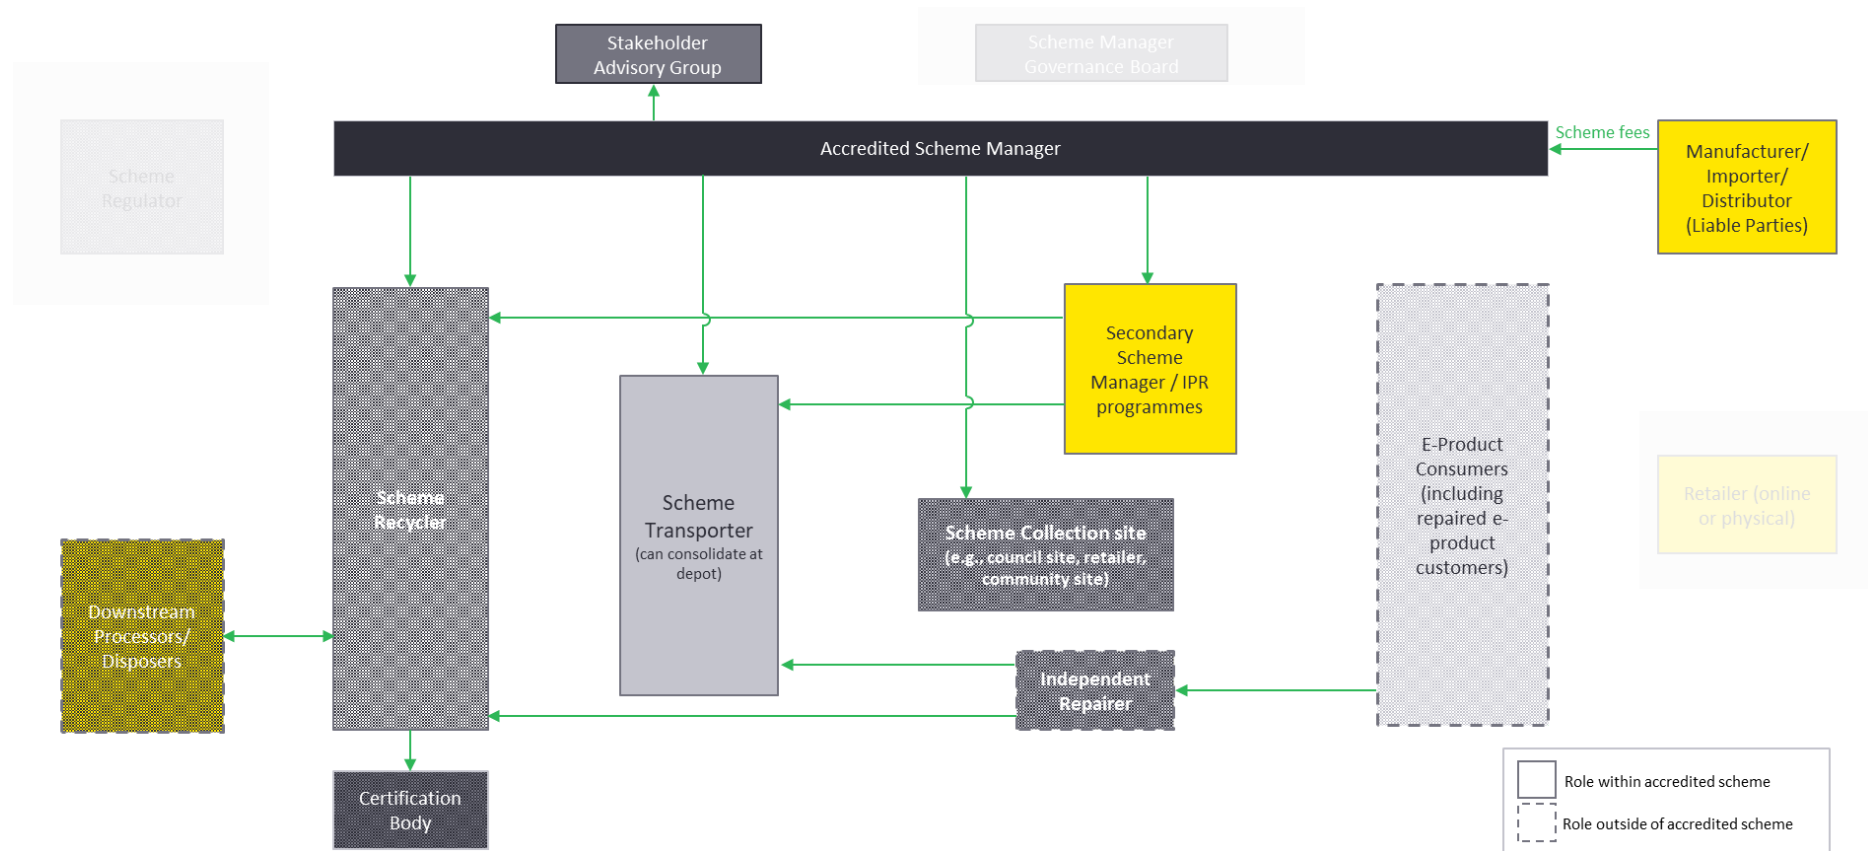 Stakeholder
Advisory Group
Scheme Manager
Governance Board
Accredited Scheme Manager
Scheme fees
Manufacturer/
Importer/
Distributor
(Liable Parties)
Scheme
Regulator
Secondary
Scheme
Manager / IPR
programmes
E-Product
Consumers
(including
repaired e-
product
customers)
Retailer (online
or physical)
Scheme
Recycler
Scheme
Transporter
(can consolidate at
depot)
Scheme Collection site
(e.g., council site, retailer,
community site)
Downstream
Processors/
Disposers
Independent
Repairer
Certification
Body
Role within accredited scheme
Role outside of accredited scheme